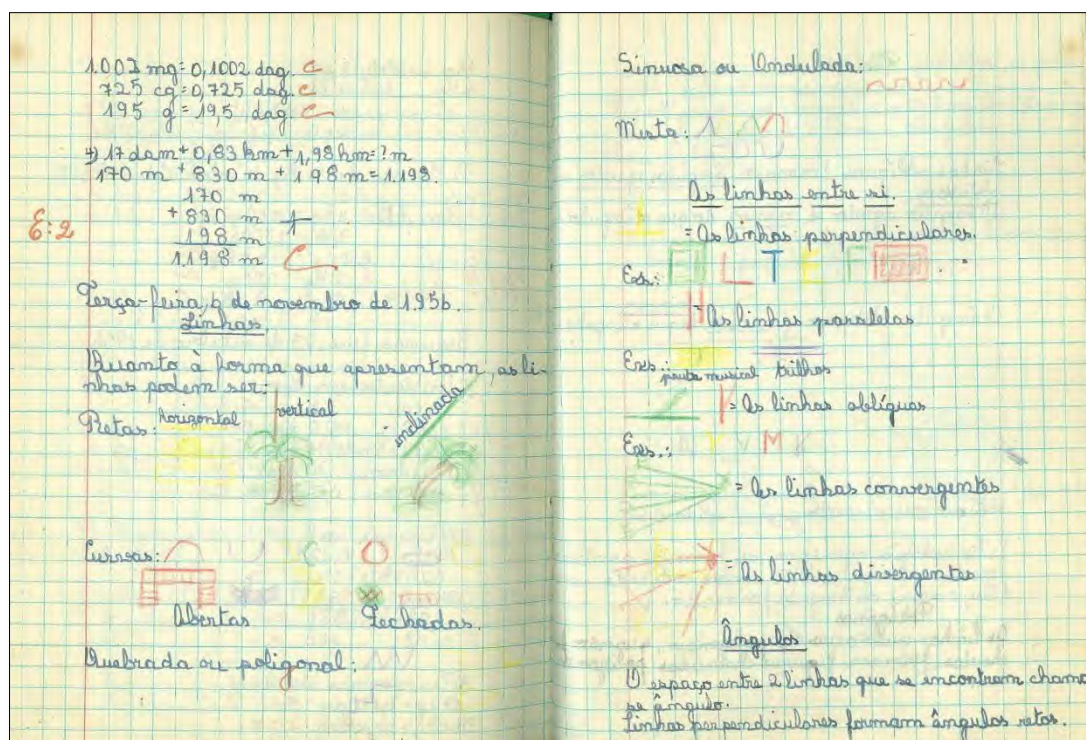 1.002 mg = 0,1002 dag. C
725 cg = 0,725 dag. C
195 g = 19,5 dag. C
4) 17 dam + 0,83 km + 1,98 hm = ? m
170 m + 830 m + 198 m = 1.198.
170 m
+ 830 m
198 m
1.198 m C
E:2
Terça-feira, 6 de novembro de 1956.
Linhas.
Quanto à forma que apresentam, as li-
nhas podem ser:
Retas: horizontal vertical inclinada
Curvas:
Abertas Fechadas.
Quebrada ou poligonal:
Sinuosa ou Ondulada:
Mista:
As linhas entre si.
= As linhas perpendiculares.
Exs.: L T E F
= As linhas paralelas
Exs.: pauta musical trilhos
= As linhas oblíquas
Exs.: Y V M
= As linhas convergentes
= As linhas divergentes
Ângulos
O espaço entre 2 linhas que se encontram chama
se ângulo.
Linhas perpendiculares formam ângulos retos.